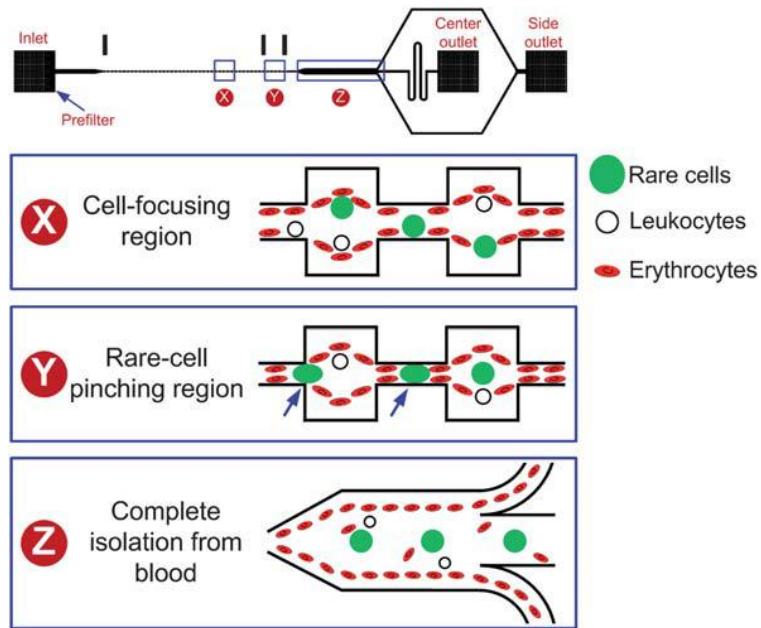 Inlet
Center
outlet
Side
outlet
Prefilter
X
Y
Z
X
Cell-focusing
region
Rare cells
Leukocytes
Erythrocytes
Y
Rare-cell
pinching region
Z
Complete
isolation from
blood